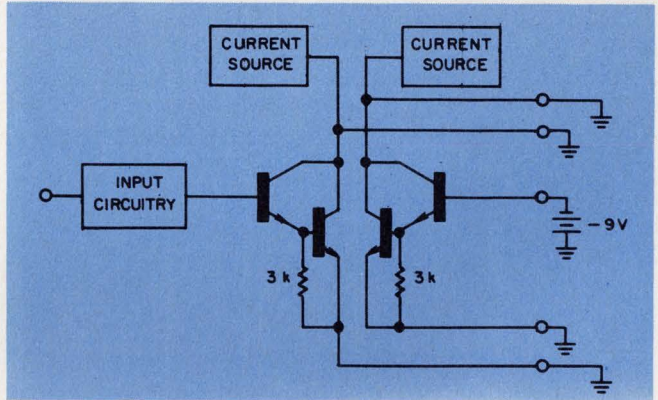 CURRENT
SOURCE
CURRENT
SOURCE
INPUT
CIRCUITRY
3 k
3 k
– 9V